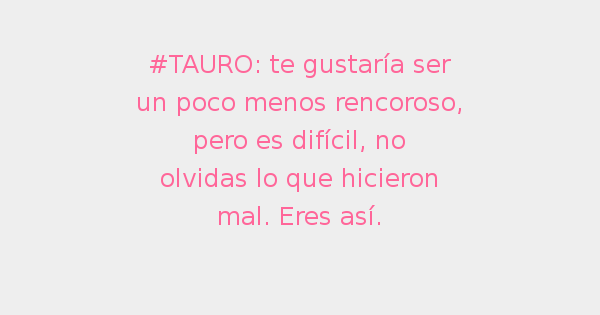 #TAURO: te gustaría ser
un poco menos rencoroso,
pero es difícil, no
olvidas lo que hicieron
mal. Eres así.